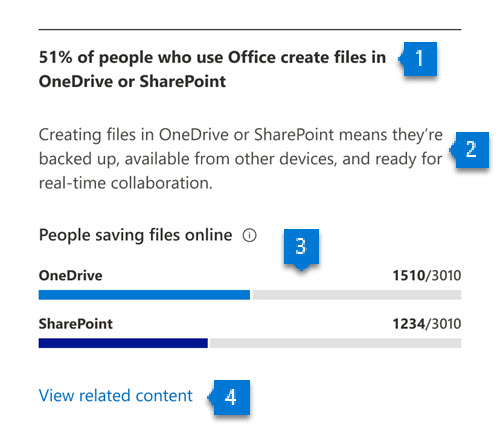 51% of people who use Office create files in 1
OneDrive or SharePoint
Creating files in OneDrive or SharePoint means they’re
backed up, available from other devices, and ready for 2
real-time collaboration.
People saving files online
3
OneDrive 1510/3010
SharePoint 1234/3010
View related content 4